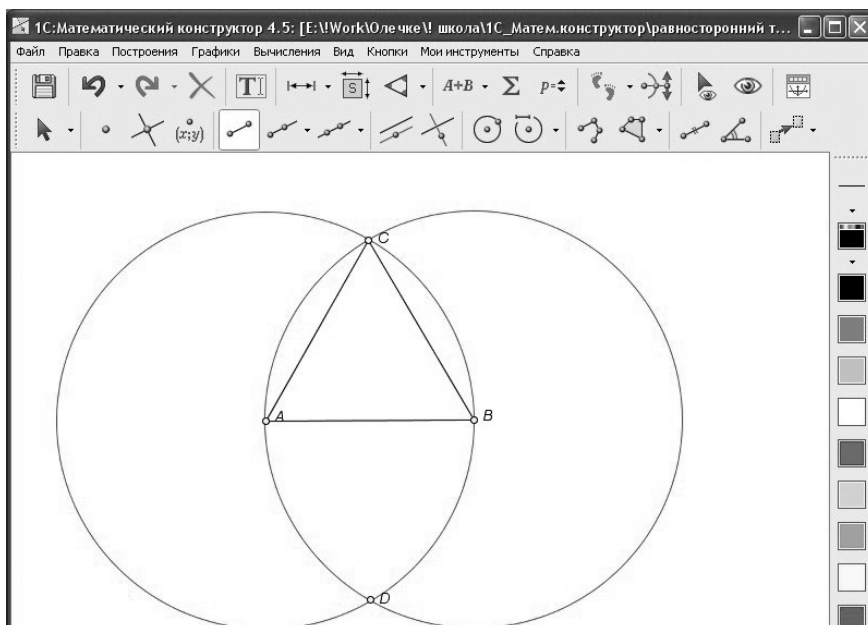 1С:Математический конструктор 4.5: [E:\!Work\Олечке\! школа\1С_Матем.конструктор\равносторонний т...
Файл Правка Построения Графики Вычисления Вид Кнопки Мои инструменты Справка
T S A+B Σ p=
(x;y)
C
A B
D